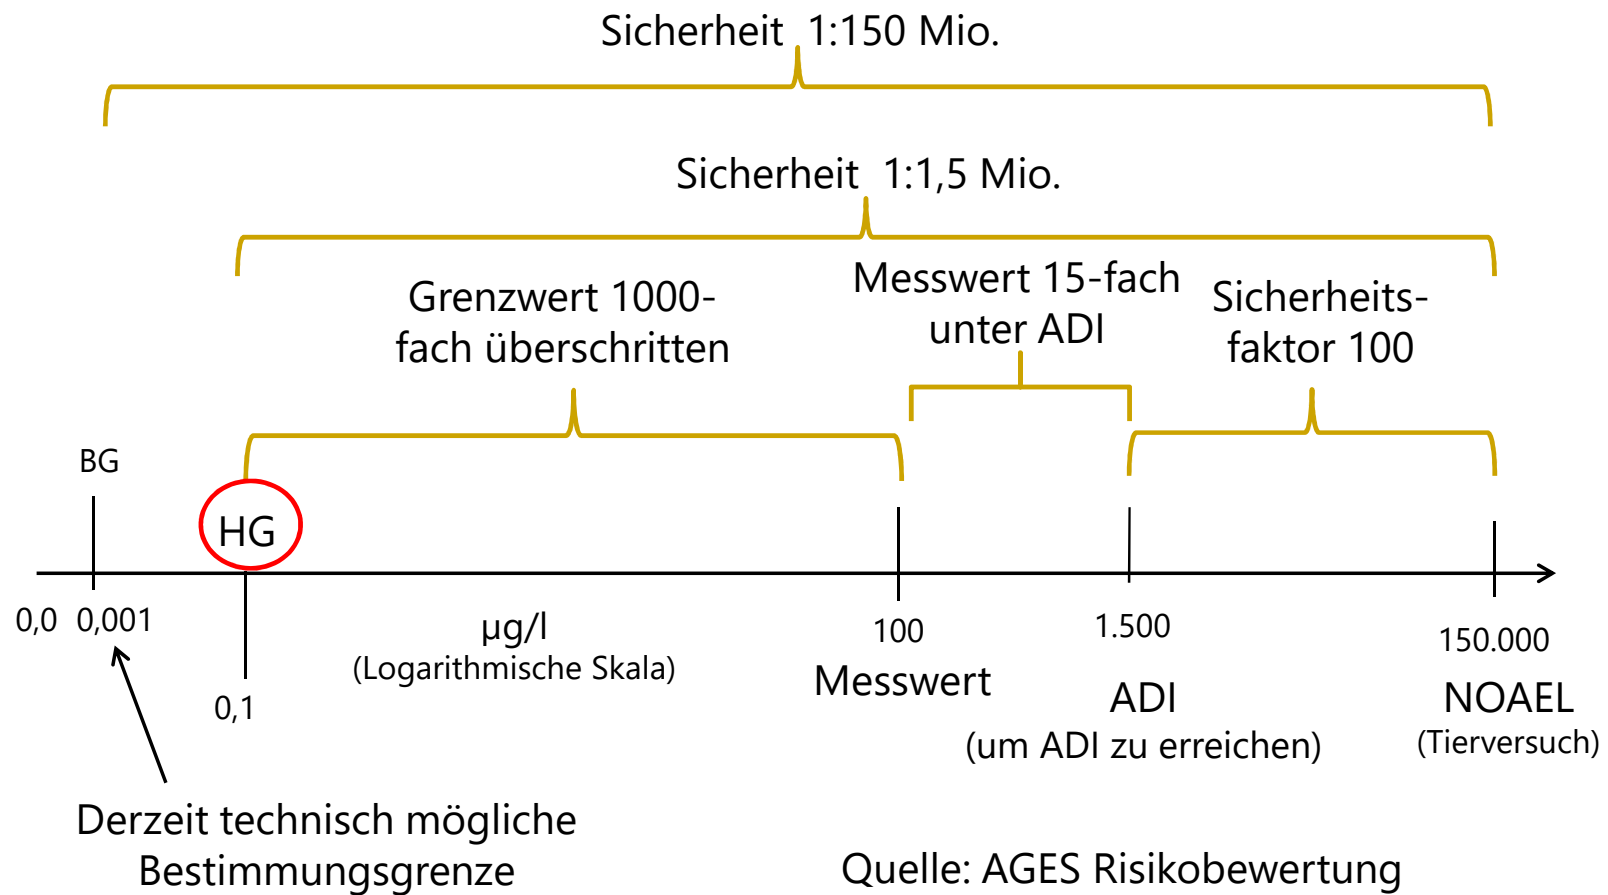 Sicherheit 1:150 Mio.
Sicherheit 1:1,5 Mio.
Grenzwert 1000-
fach überschritten
Messwert 15-fach
unter ADI
Sicherheits-
faktor 100
BG
HG
0,0 0,001
0,1
µg/l
(Logarithmische Skala)
100
Messwert
1.500
ADI
(um ADI zu erreichen)
150.000
NOAEL
(Tierversuch)
Derzeit technisch mögliche
Bestimmungsgrenze
Quelle: AGES Risikobewertung